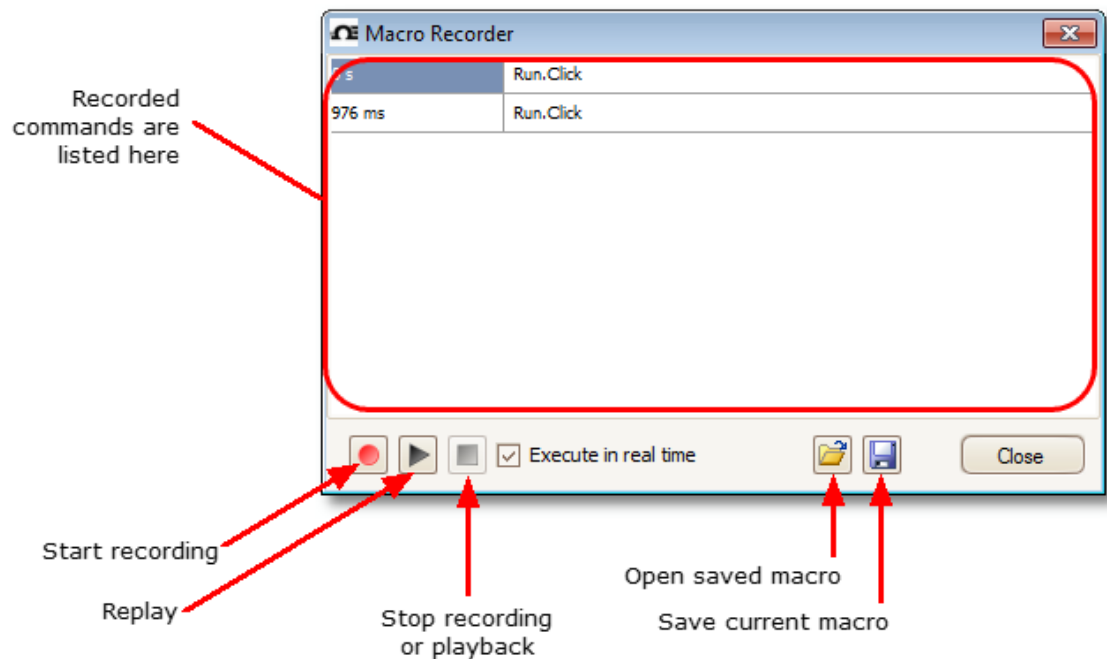 Macro Recorder
0 s Run.Click
976 ms Run.Click
Recorded
commands are
listed here
Execute in real time
Close
Start recording
Replay
Stop recording
or playback
Open saved macro
Save current macro